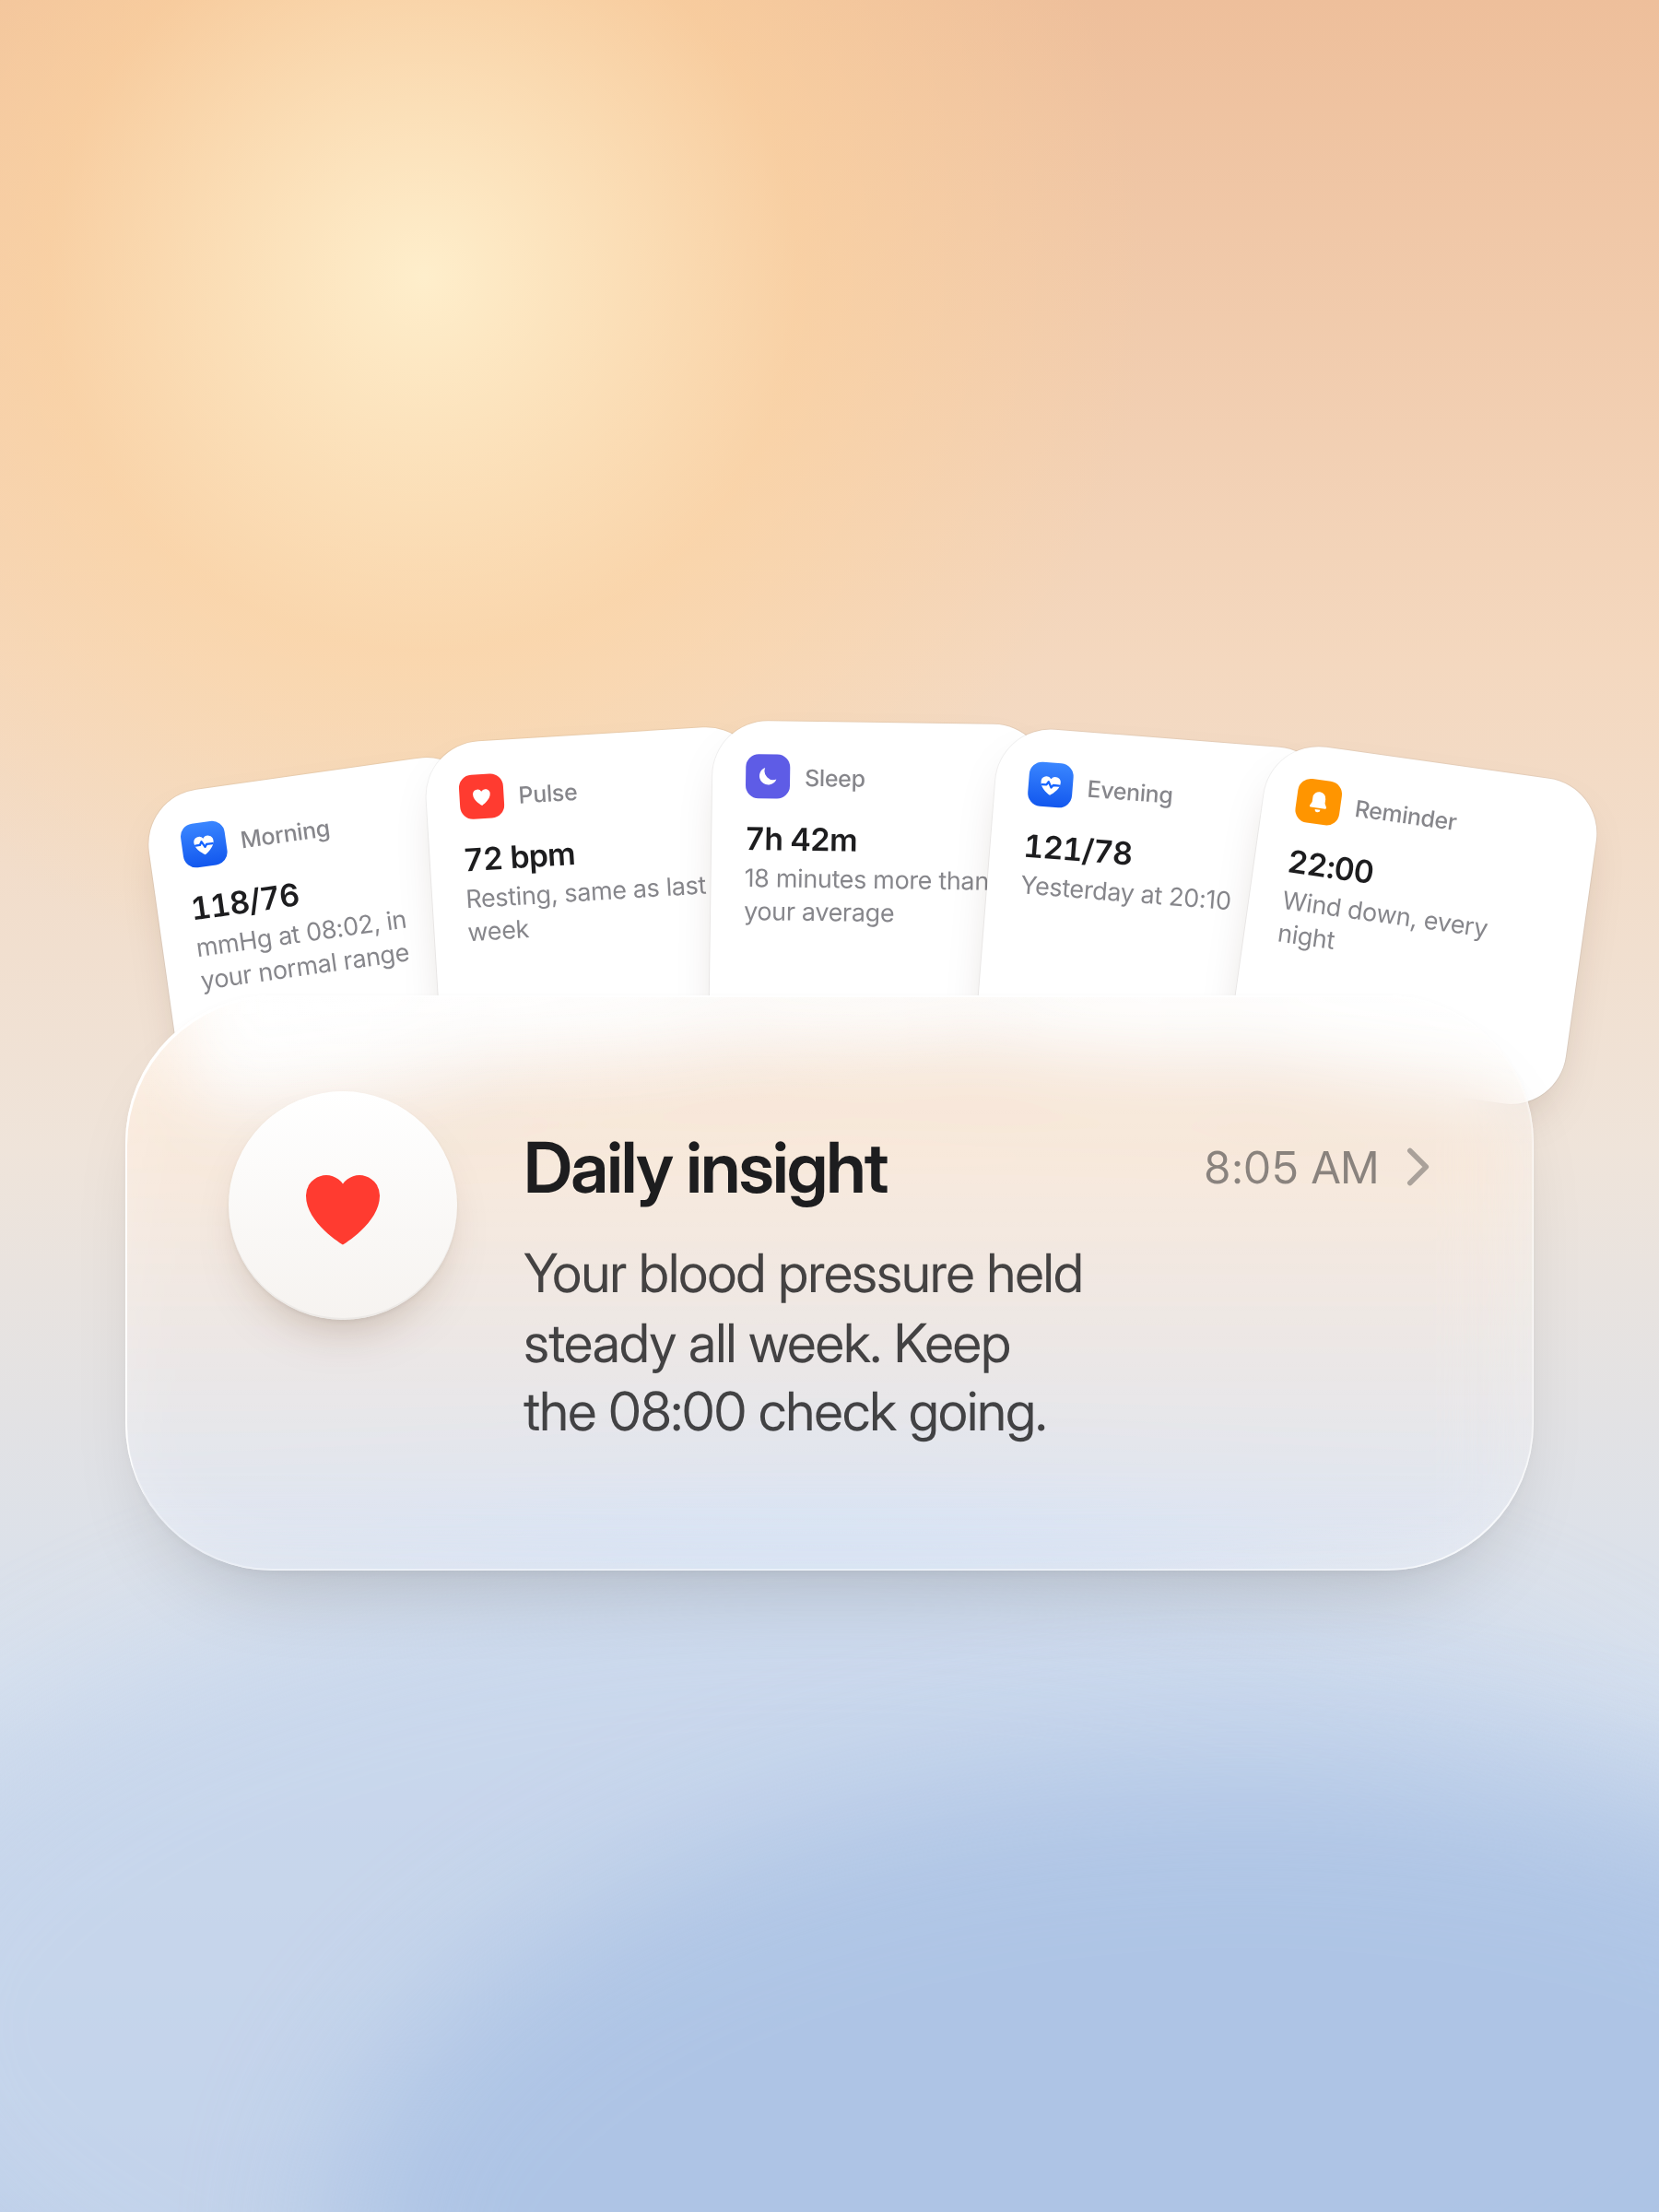 Morning
118/76
mmHg at 08:02, in
your normal range
Pulse
72 bpm
Resting, same as last
week
Sleep
7h 42m
18 minutes more than
your average
Evening
121/78
Yesterday at 20:10
Reminder
22:00
Wind down, every
night
Daily insight
8:05 AM
Your blood pressure held
steady all week. Keep
the 08:00 check going.